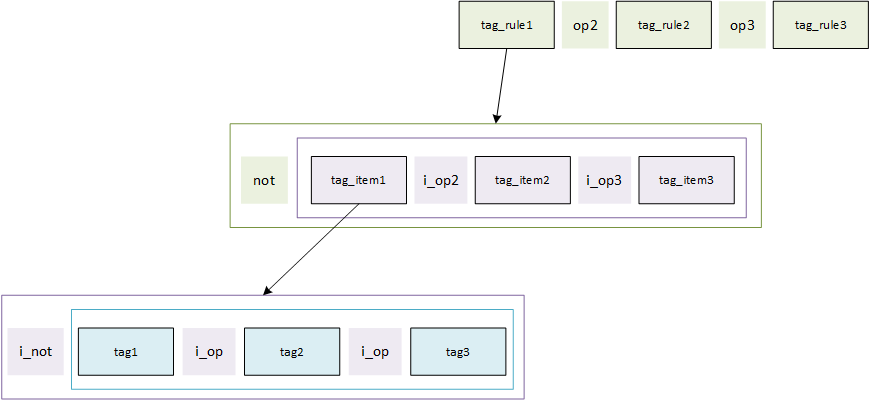 tag_rule1 op2 tag_rule2 op3 tag_rule3
not tag_item1 i_op2 tag_item2 i_op3 tag_item3
i_not tag1 i_op tag2 i_op tag3